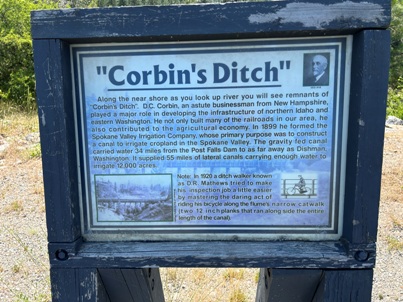 "Corbin's Ditch"
Along the near shore as you look up river you will see remnants of
"Corbin's Ditch". D.C. Corbin, an astute businessman from New Hampshire,
played a major role in developing the infrastructure of northern Idaho and
eastern Washington. He not only built many of the railroads in our area, he
also contributed to the agricultural economy. In 1899 he formed the
Spokane Valley Irrigation Company, whose primary purpose was to construct
a canal to irrigate cropland in the Spokane Valley. The gravity fed canal
carried water 34 miles from the Post Falls Dam to as far away as Dishman,
Washington. It supplied 55 miles of lateral canals carrying enough water to
irrigate 12,000 acres.
Note: In 1920 a ditch walker known
as D.R. Mathews tried to make
his inspection job a little easier
by mastering the daring act of
riding his bicycle along the flume's narrow catwalk
(two 12 inch planks that ran along side the entire
length of the canal).